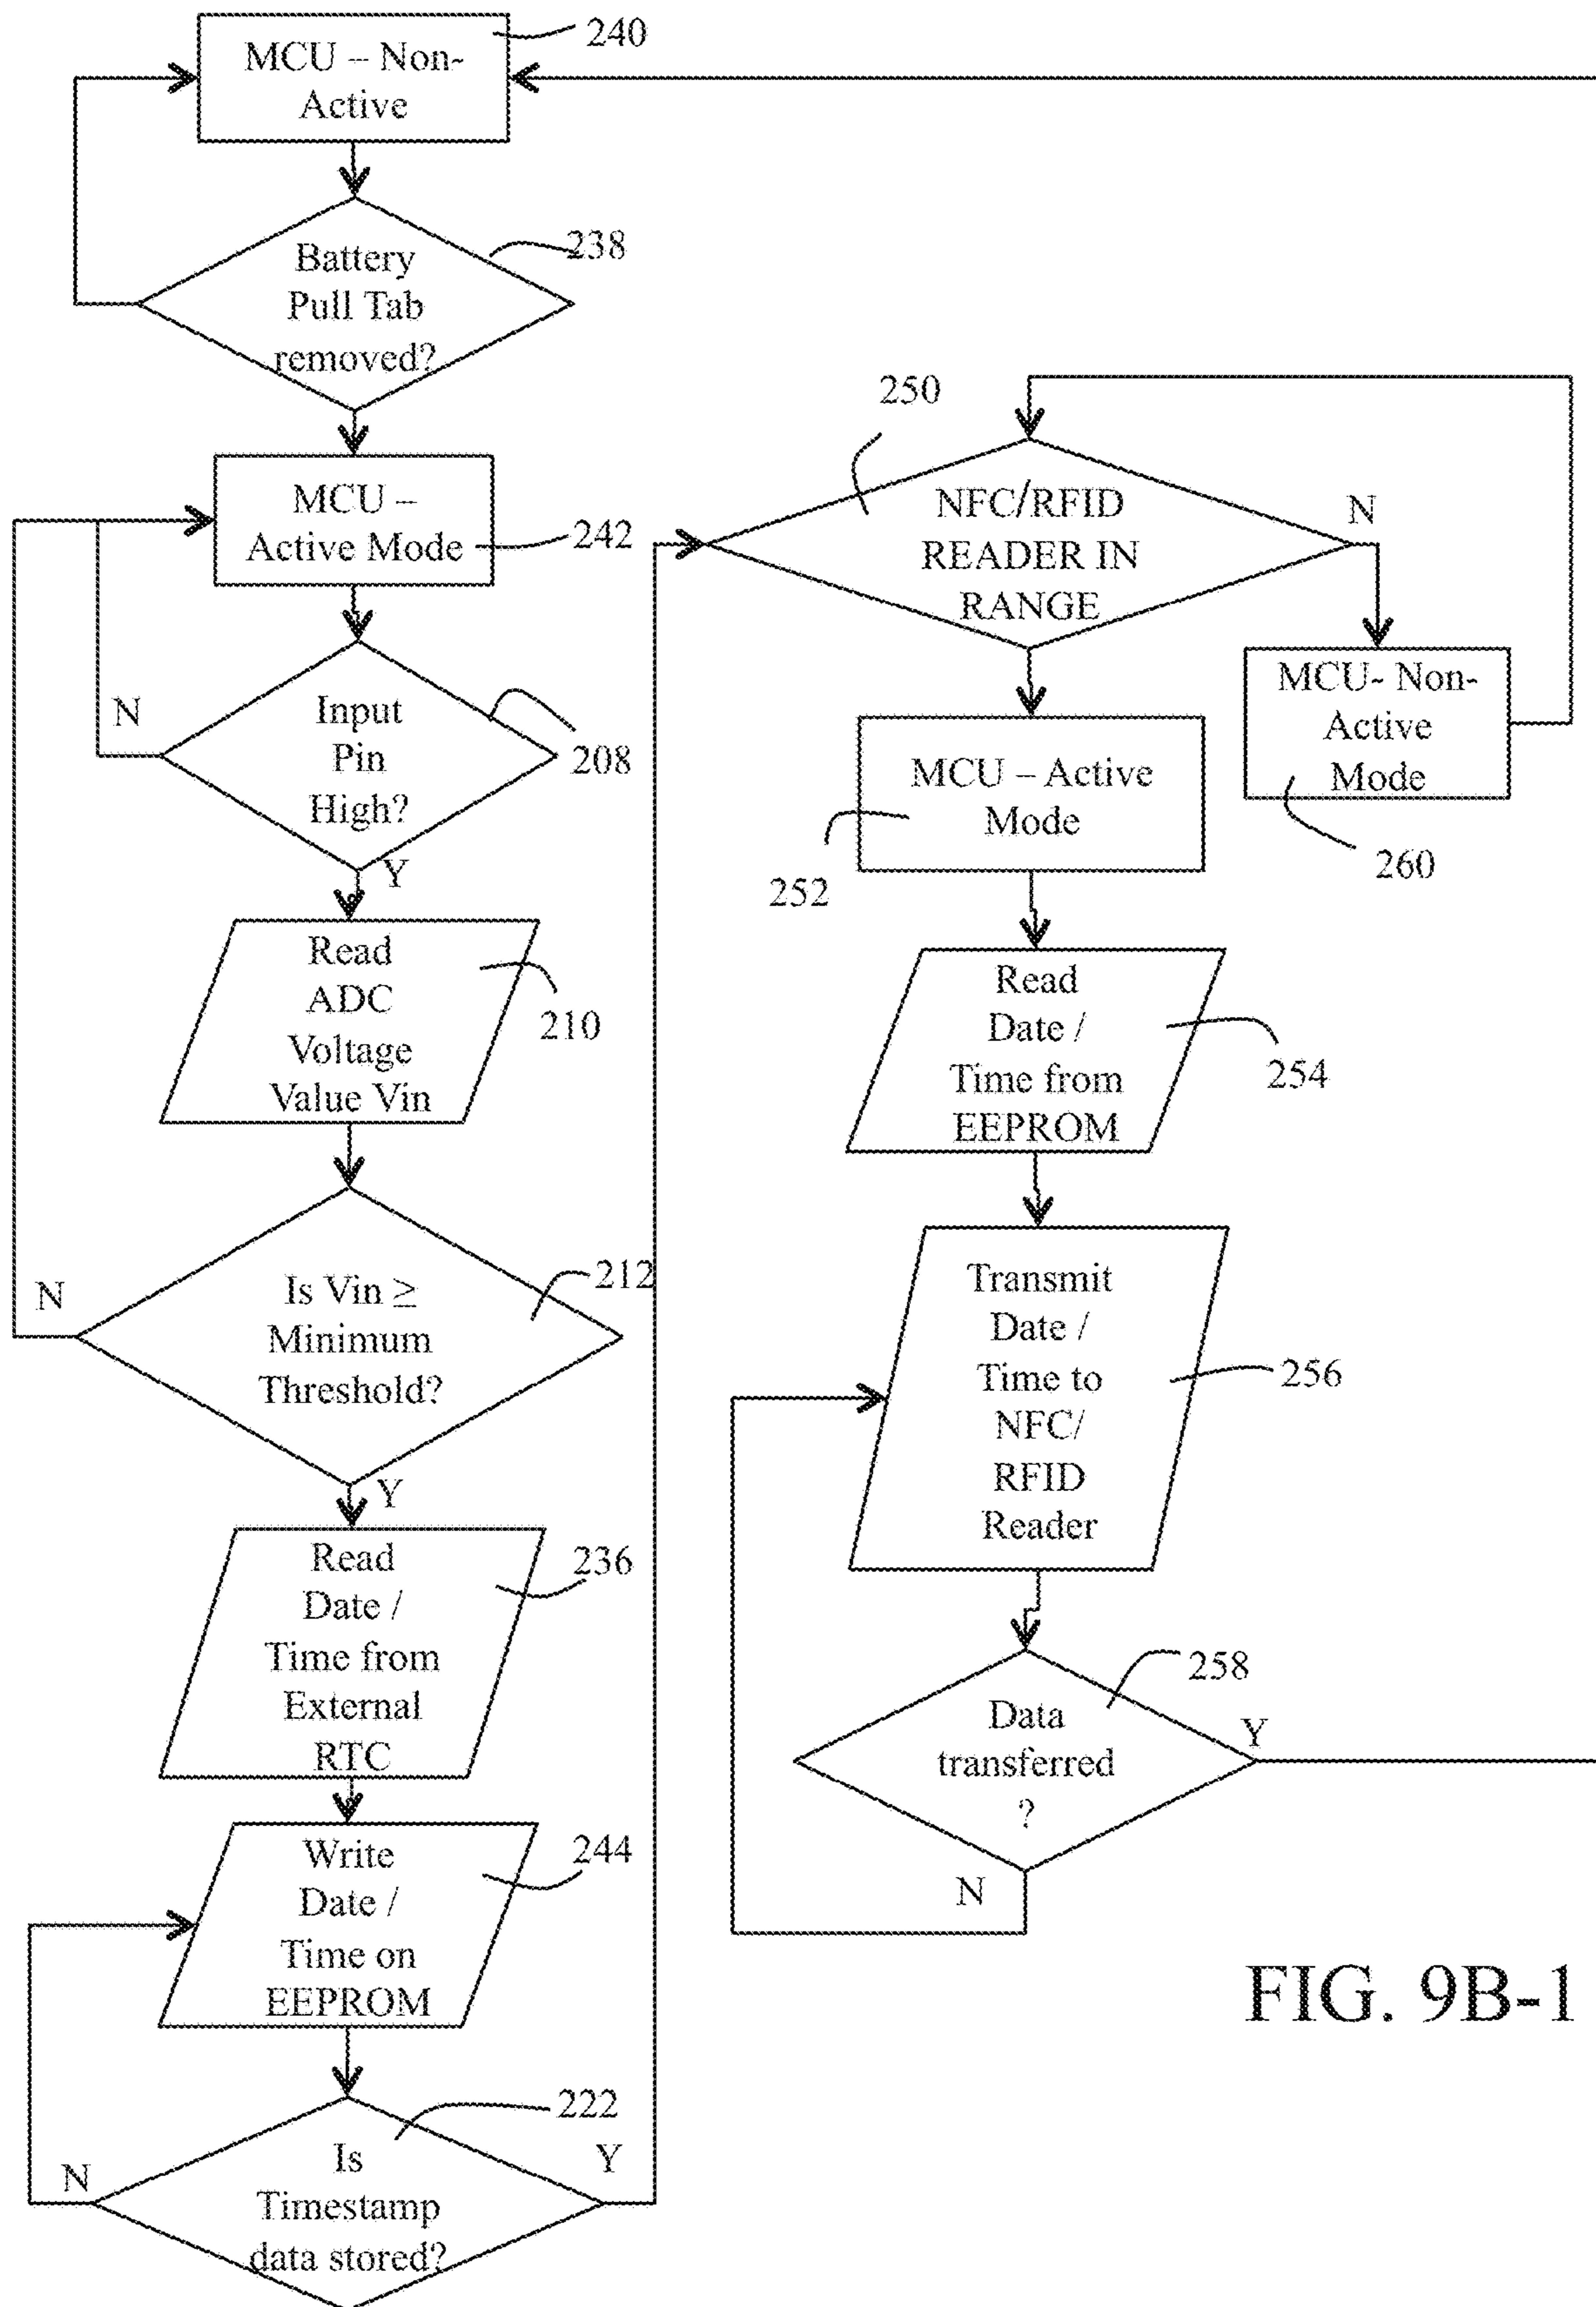 240
MCU – Non-
Active
238
Battery
Pull Tab
removed?
MCU –
Active Mode
242
N
Input
Pin
High?
208
Y
Read
ADC
Voltage
Value Vin
210
N
Is Vin ≥
Minimum
Threshold?
212
Y
Read
Date /
Time from
External
RTC
236
Write
Date /
Time on
EEPROM
244
222
N
Is
Timestamp
data stored?
Y
250
NFC/RFID
READER IN
RANGE
N
MCU- Non-
Active
Mode
260
MCU – Active
Mode
252
Read
Date /
Time from
EEPROM
254
Transmit
Date /
Time to
NFC/
RFID
Reader
256
258
Data
transferred
?
Y
N
FIG. 9B-1